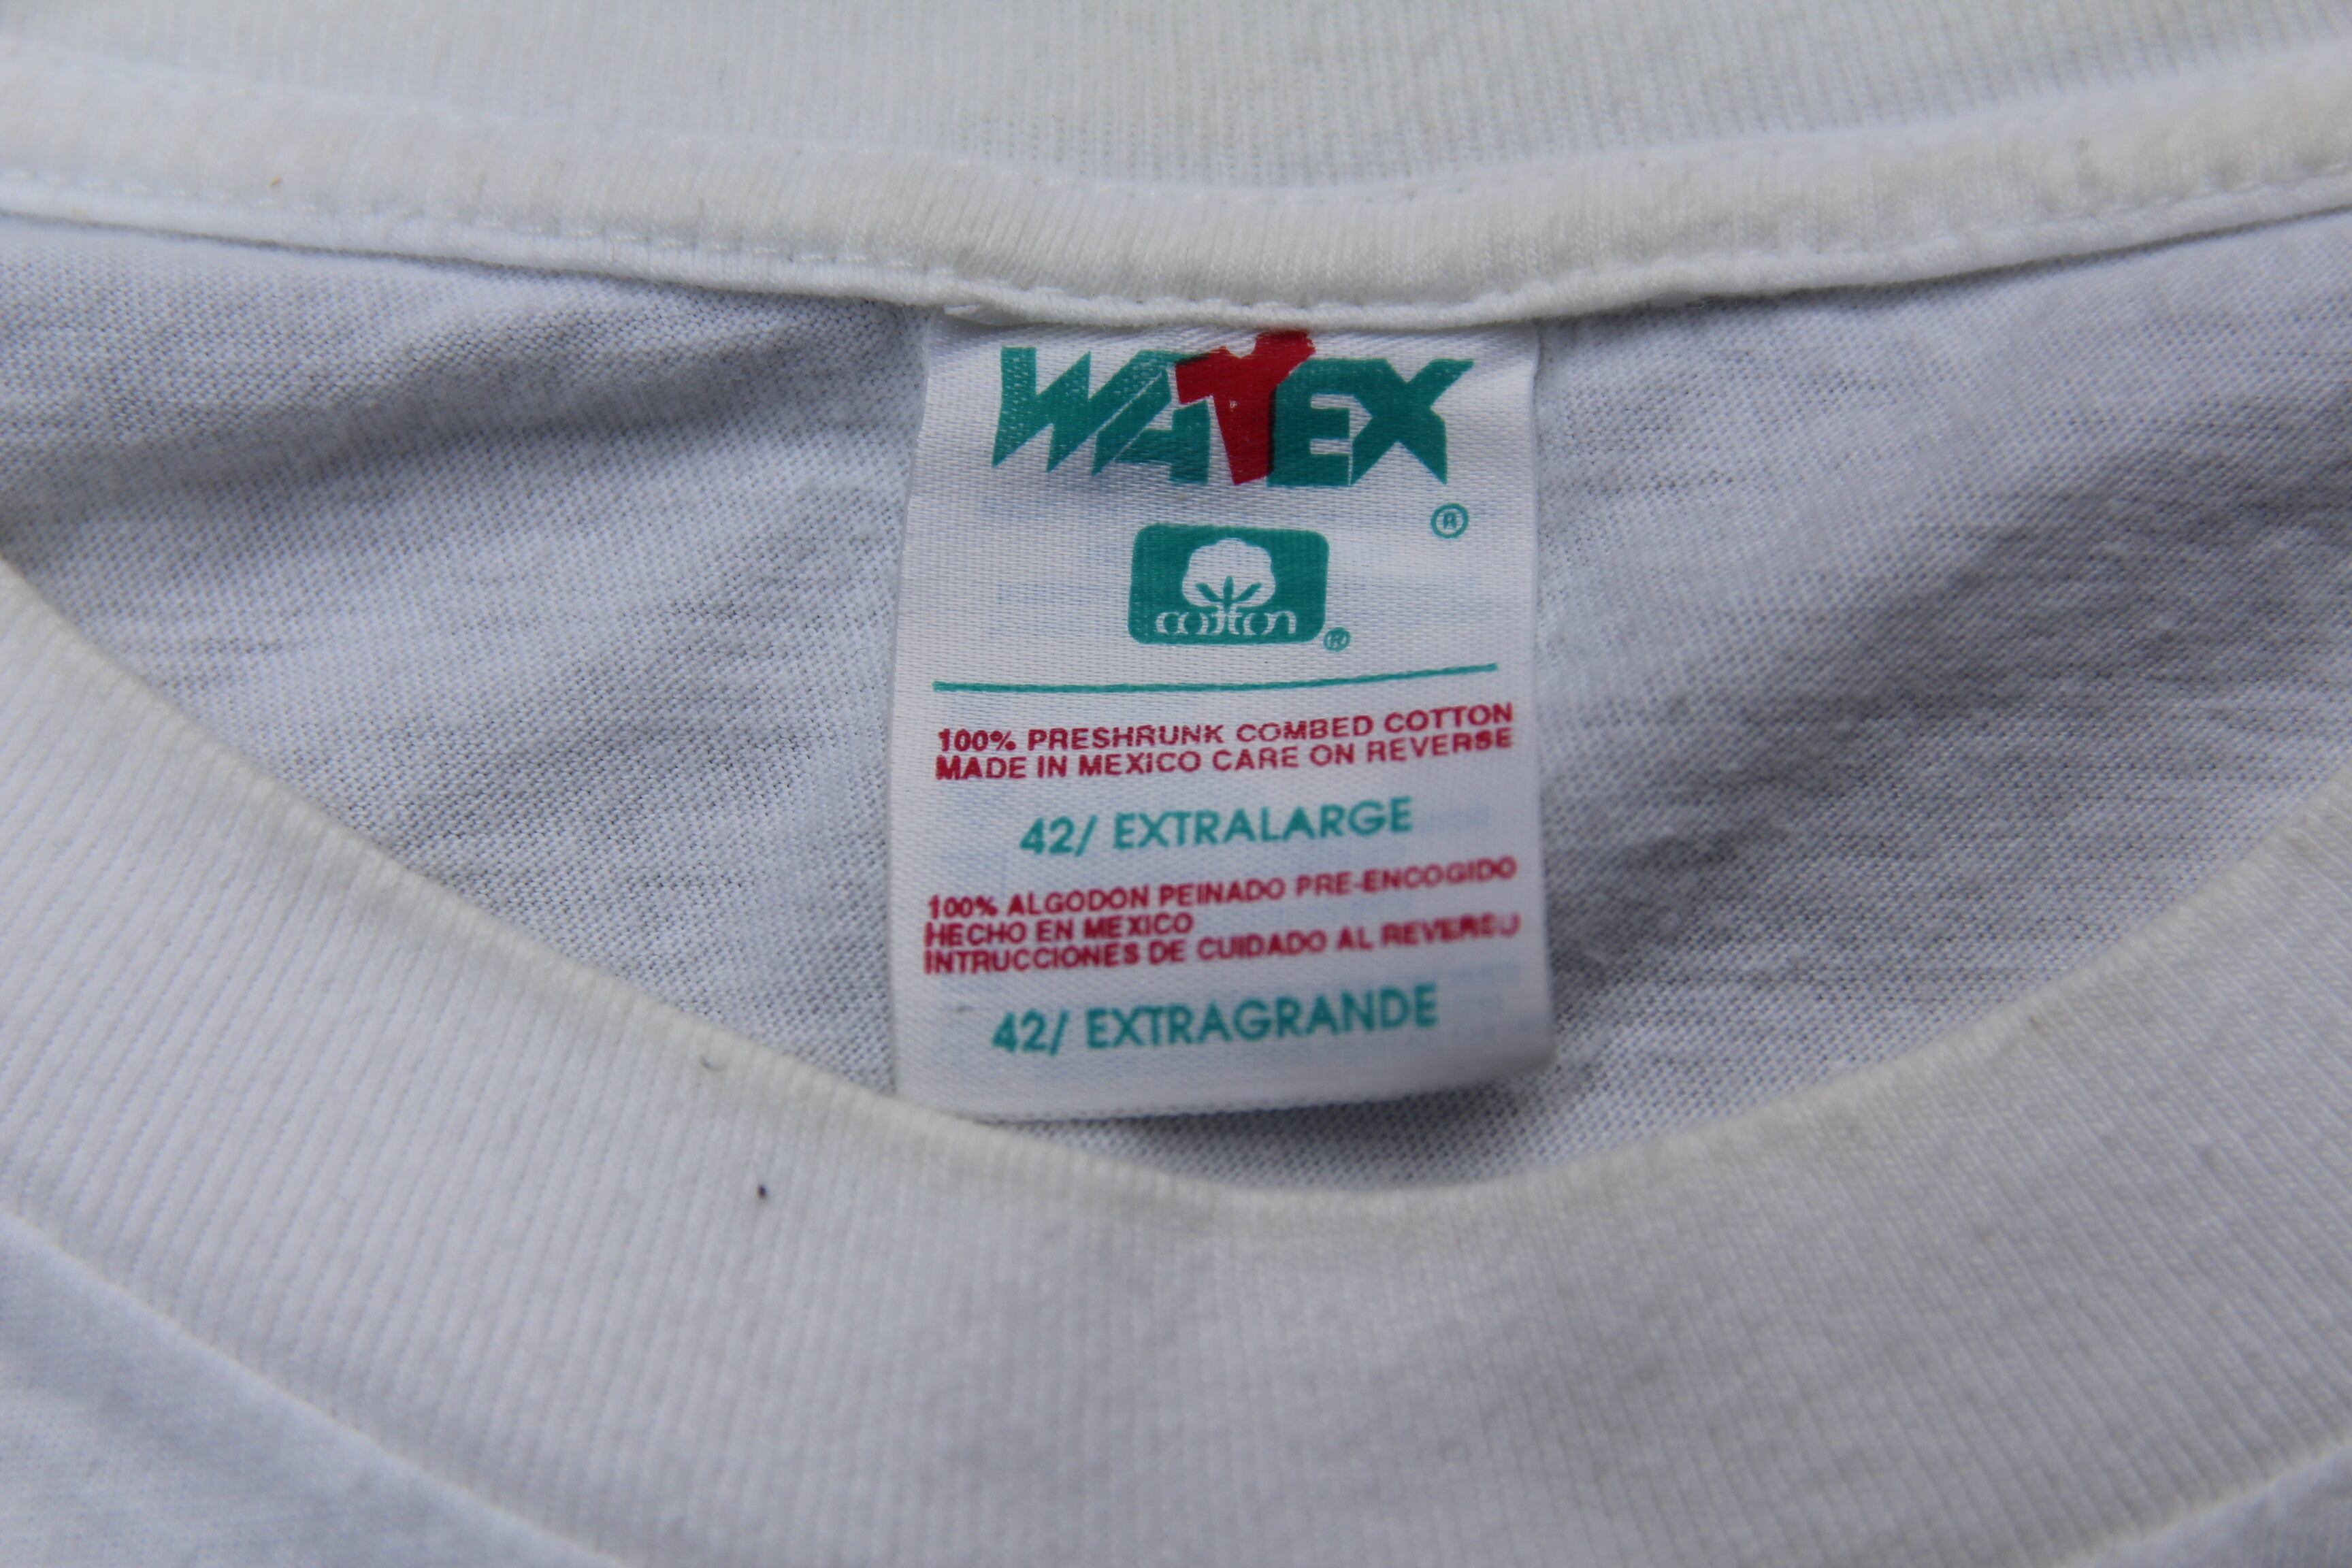 WATEX
®
cotton ®
100% PRESHRUNK COMBED COTTON
MADE IN MEXICO CARE ON REVERSE
42/ EXTRALARGE
100% ALGODON PEINADO PRE-ENCOGIDO
HECHO EN MEXICO
INTRUCCIONES DE CUIDADO AL REVERSO
42/ EXTRAGRANDE